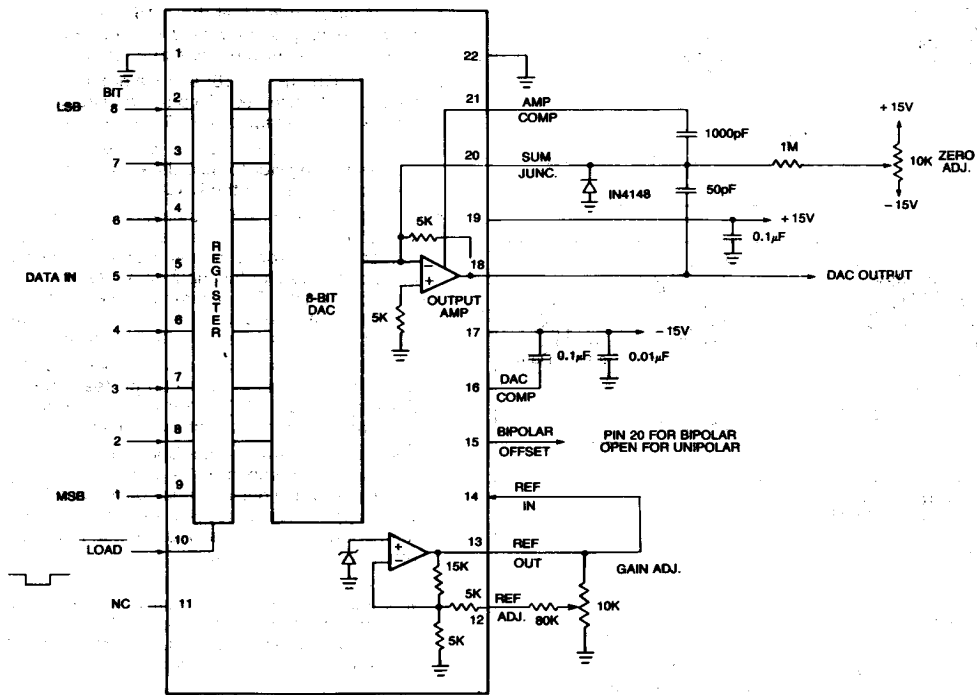 1
22
BIT
LSB 8 2
21 AMP COMP
1000pF
+15V
7 3
20 SUM JUNC.
1M
10K ZERO ADJ.
IN4148
50pF
-15V
6 4
19
+15V
5K
0.1µF
REGISTER
8-BIT DAC
DATA IN 5 5
18
DAC OUTPUT
OUTPUT AMP
5K
4 6
17
-15V
0.1µF
0.01µF
3 7
16 DAC COMP
2 8
15 BIPOLAR OFFSET
PIN 20 FOR BIPOLAR
OPEN FOR UNIPOLAR
MSB 1 9
14 REF IN
LOAD 10
13 REF OUT
GAIN ADJ.
15K
NC 11
5K
12 REF ADJ.
80K
10K
5K